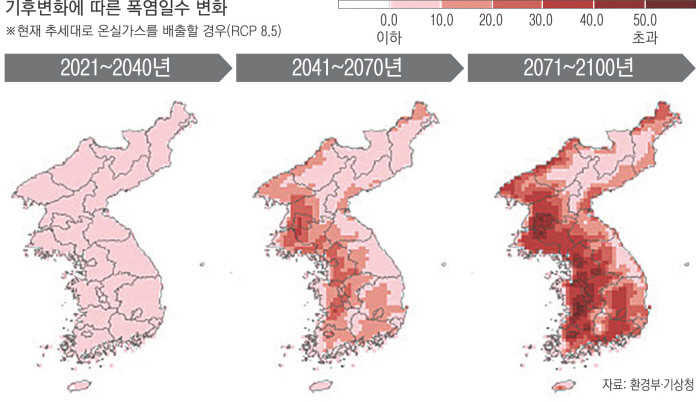 기후변화에 따른 폭염일수 변화
※현재 추세대로 온실가스를 배출할 경우(RCP 8.5)
0.0 10.0 20.0 30.0 40.0 50.0
이하 초과
2021~2040년 2041~2070년 2071~2100년
자료: 환경부·기상청